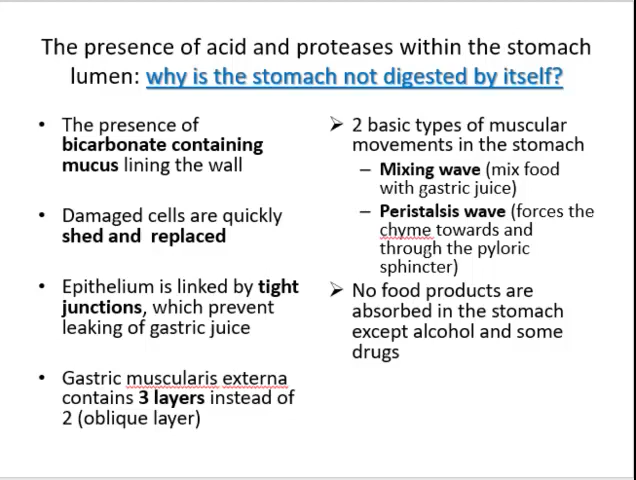 The presence of acid and proteases within the stomach
lumen: why is the stomach not digested by itself?
• The presence of
bicarbonate containing
mucus lining the wall
• Damaged cells are quickly
shed and replaced
• Epithelium is linked by tight
junctions, which prevent
leaking of gastric juice
• Gastric muscularis externa
contains 3 layers instead of
2 (oblique layer)
➢ 2 basic types of muscular
movements in the stomach
– Mixing wave (mix food
with gastric juice)
– Peristalsis wave (forces the
chyme towards and
through the pyloric
sphincter)
➢ No food products are
absorbed in the stomach
except alcohol and some
drugs